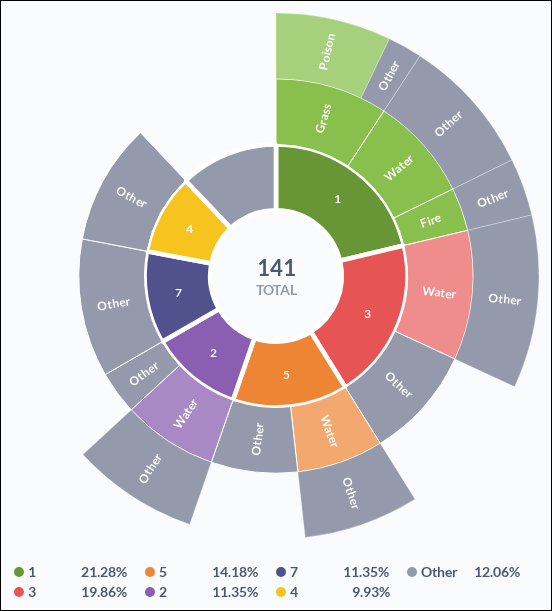 Poison
Other
Grass
Other
Water
Other
Fire
1
Other
4
141
TOTAL
Other
7
Water
Other
3
2
5
Other
Other
Water
Other
Water
Other
Other
Other
1 21.28% 5 14.18% 7 11.35% Other 12.06%
3 19.86% 2 11.35% 4 9.93%